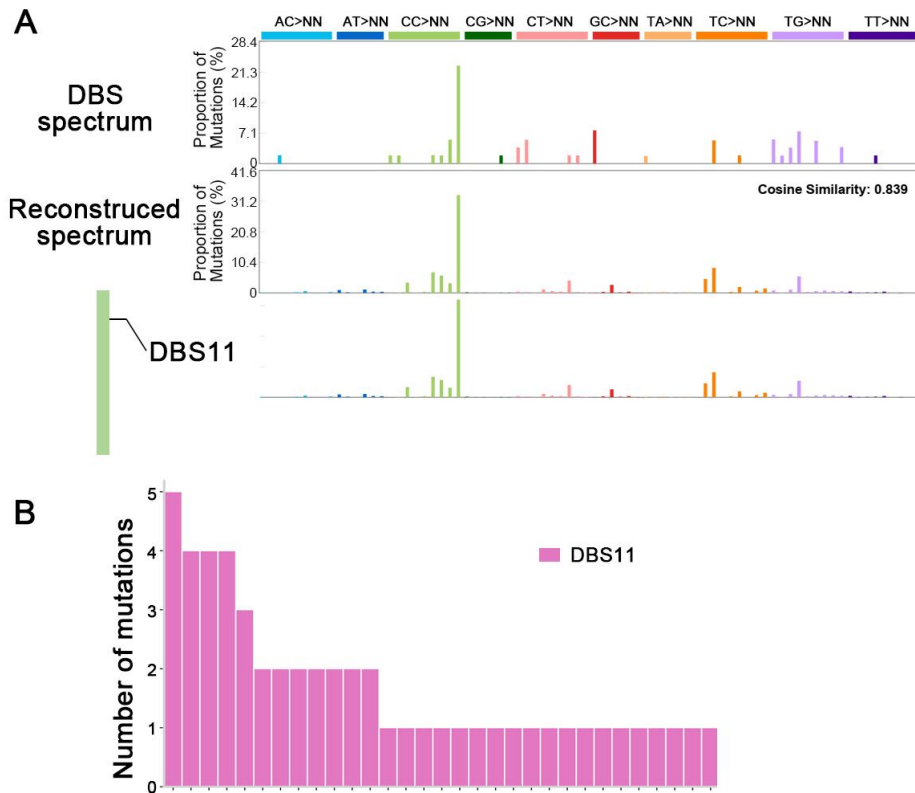 A
AC>NN AT>NN CC>NN CG>NN CT>NN GC>NN TA>NN TC>NN TG>NN TT>NN
DBS
spectrum
Proportion of
Mutations (%)
28.4
21.3
14.2
7.1
0
Reconstruced
spectrum
Proportion of
Mutations (%)
41.6
31.2
20.8
10.4
0
Cosine Similarity: 0.839
DBS11
B
Number of mutations
5
4
3
2
1
0
DBS11